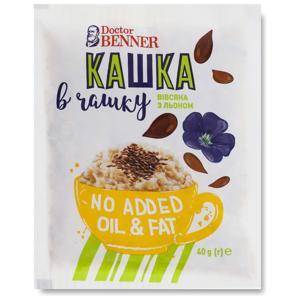 Doctor
BENNER
КАШКА
в чашку
ВІВСЯНА
З ЛЬОНОМ
NO ADDED
OIL & FAT
40 g (г) ℮